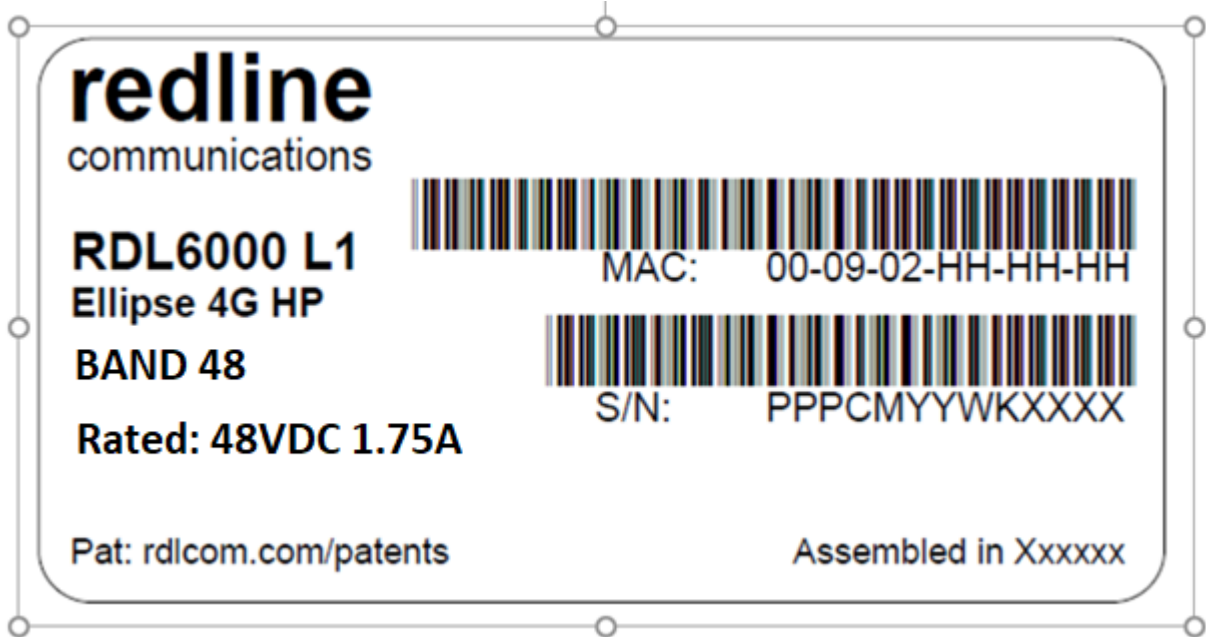 redline
communications
RDL6000 L1
Ellipse 4G HP
MAC: 00-09-02-HH-HH-HH
BAND 48
S/N: PPPCMYYWKXXXX
Rated: 48VDC 1.75A
Pat: rdlcom.com/patents
Assembled in Xxxxxx